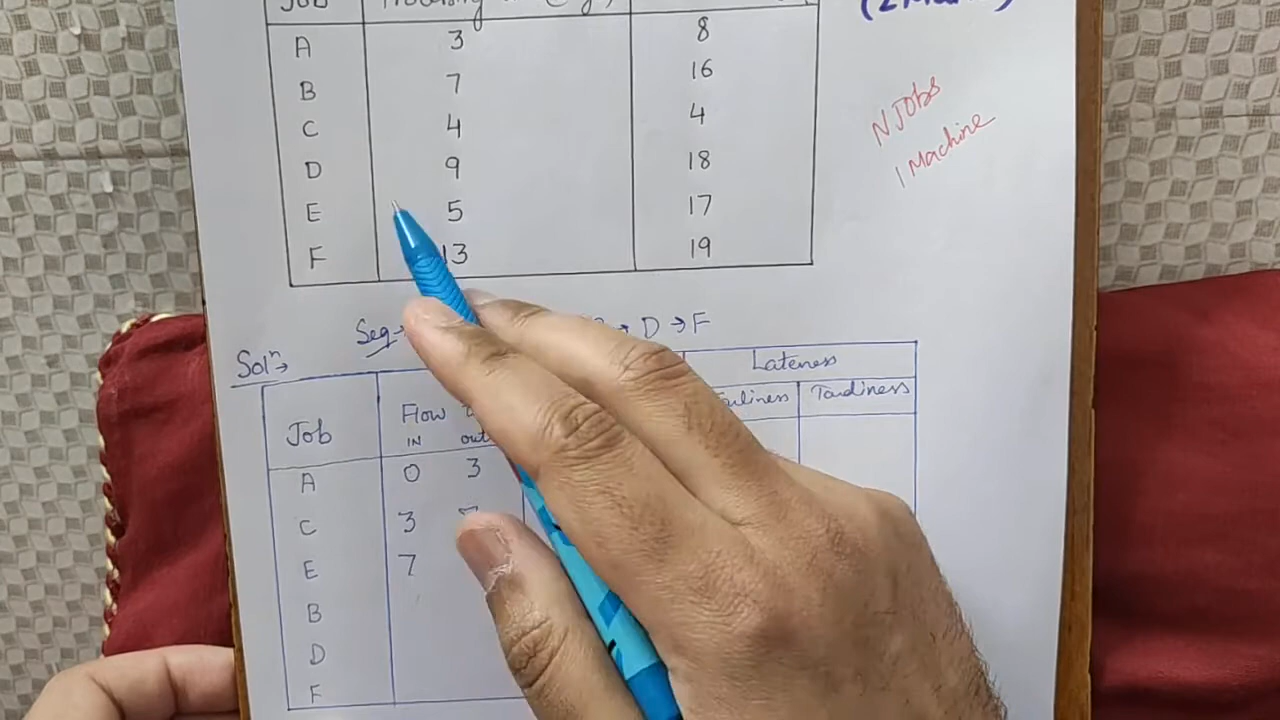 Job
A 3 8
B 7 16
C 4 4
D 9 18
E 5 17
F 13 19
N JOBS
1 Machine
Seq→ → D → F
Solⁿ→
Lateness
Job Flow Tardiness
IN out
A 0 3
C 3
E 7
B
D
F